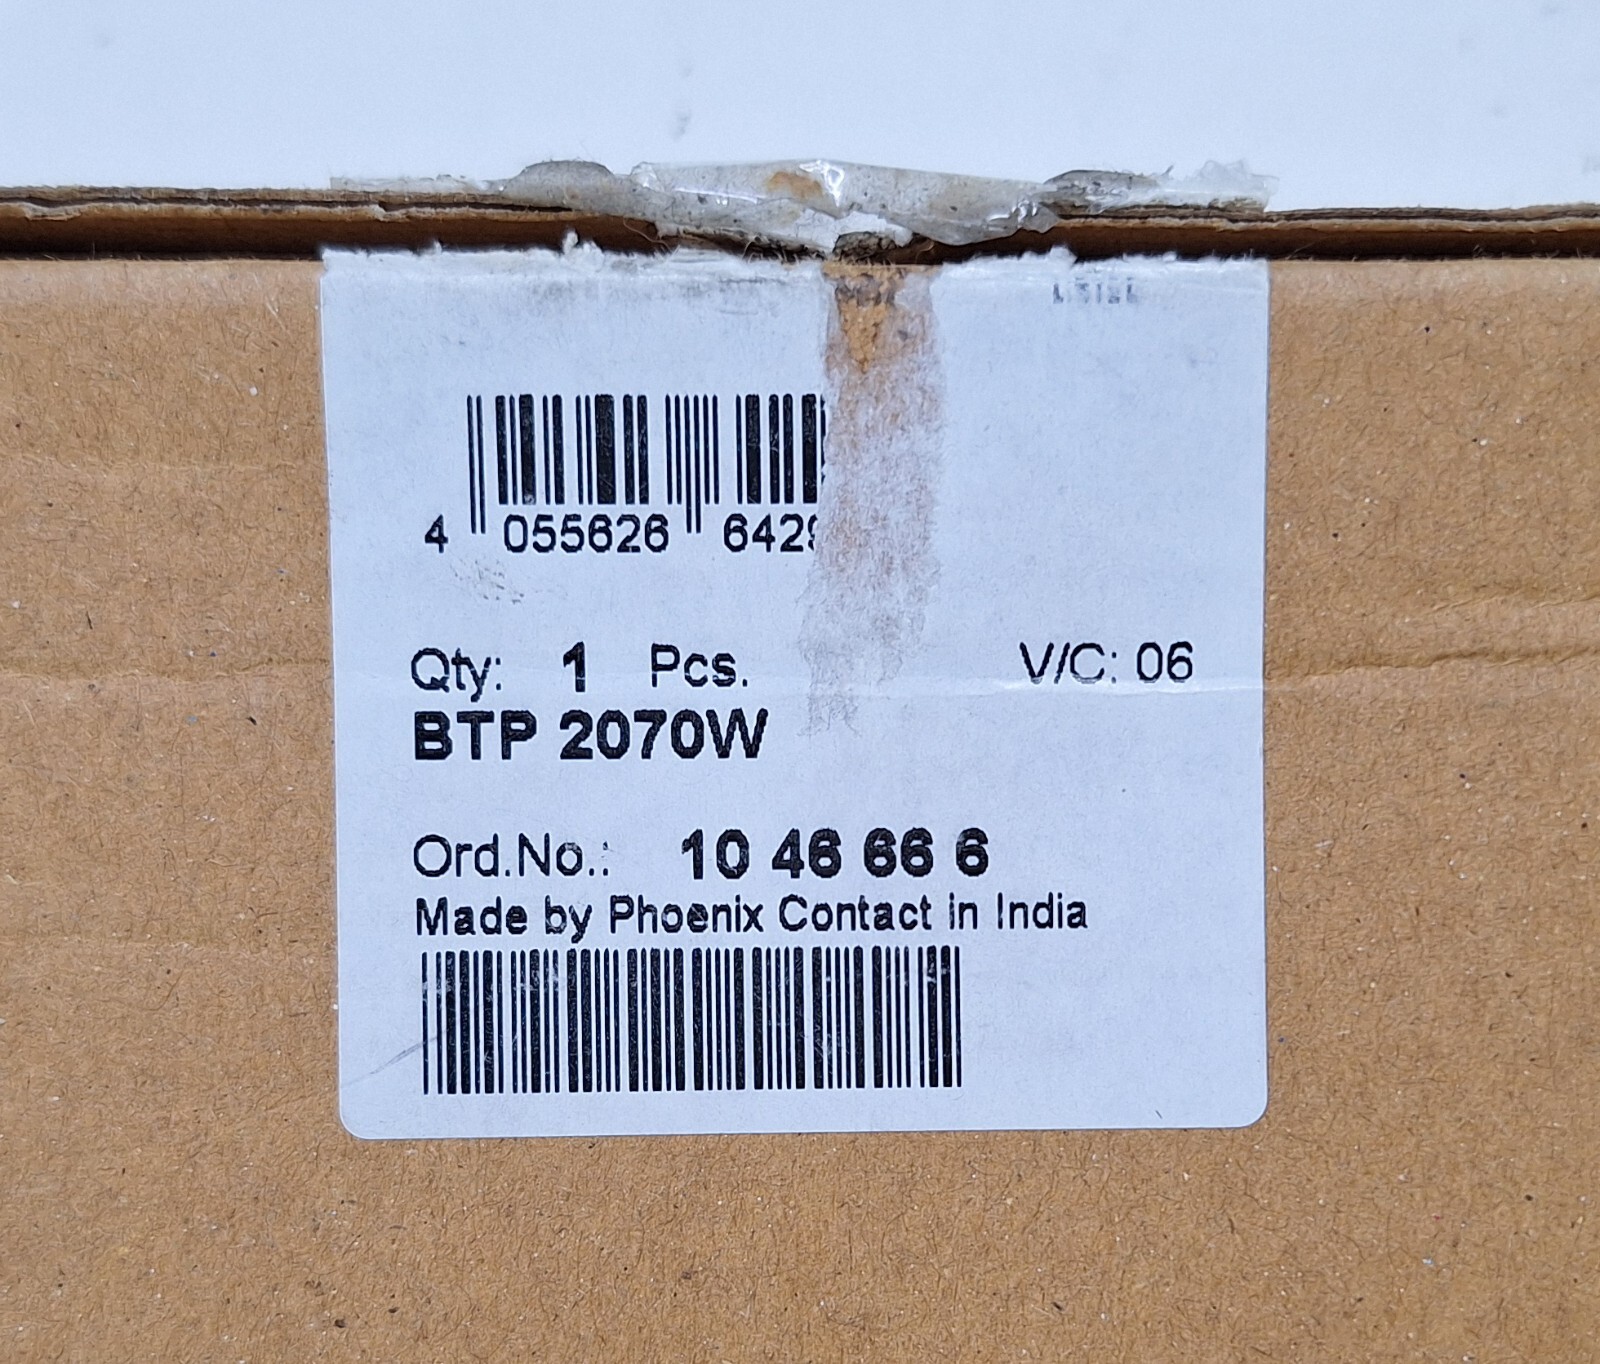 4 055626 6429
Qty: 1 Pcs. V/C: 06
BTP 2070W
Ord.No.: 10 46 66 6
Made by Phoenix Contact in India